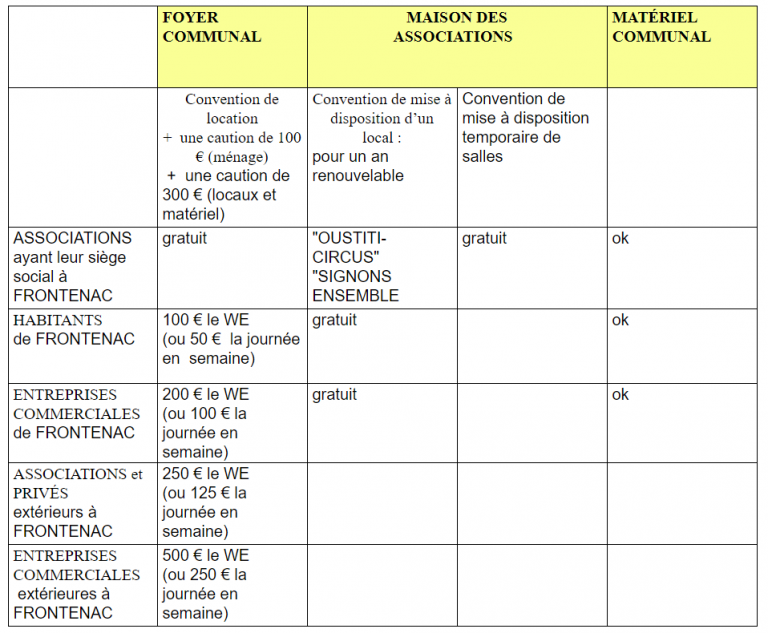 FOYER
COMMUNAL
MAISON DES
ASSOCIATIONS
MATÉRIEL
COMMUNAL
Convention de
location
+ une caution de 100
€ (ménage)
+ une caution de
300 € (locaux et
matériel)
Convention de mise à
disposition d’un
local :
pour un an
renouvelable
Convention de
mise à disposition
temporaire de
salles
ASSOCIATIONS
ayant leur siège
social à
FRONTENAC
gratuit
"OUSTITI-
CIRCUS"
"SIGNONS
ENSEMBLE
gratuit
ok
HABITANTS
de FRONTENAC
100 € le WE
(ou 50 € la journée
en semaine)
gratuit
ok
ENTREPRISES
COMMERCIALES
de FRONTENAC
200 € le WE
(ou 100 € la
journée en
semaine)
gratuit
ok
ASSOCIATIONS et
PRIVÉS
extérieurs à
FRONTENAC
250 € le WE
(ou 125 € la
journée en
semaine)
ENTREPRISES
COMMERCIALES
extérieures à
FRONTENAC
500 € le WE
(ou 250 € la
journée en
semaine)